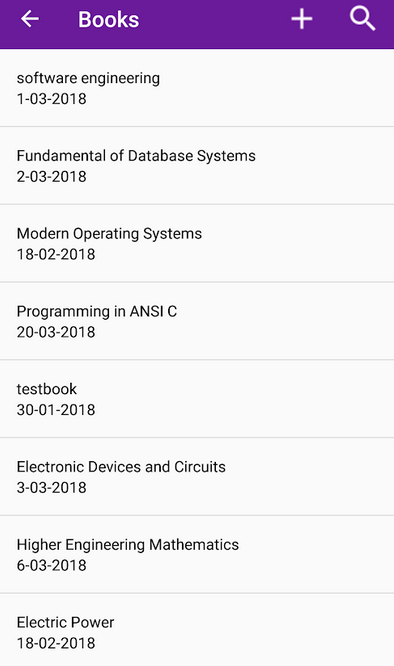 Books
software engineering
1-03-2018
Fundamental of Database Systems
2-03-2018
Modern Operating Systems
18-02-2018
Programming in ANSI C
20-03-2018
testbook
30-01-2018
Electronic Devices and Circuits
3-03-2018
Higher Engineering Mathematics
6-03-2018
Electric Power
18-02-2018